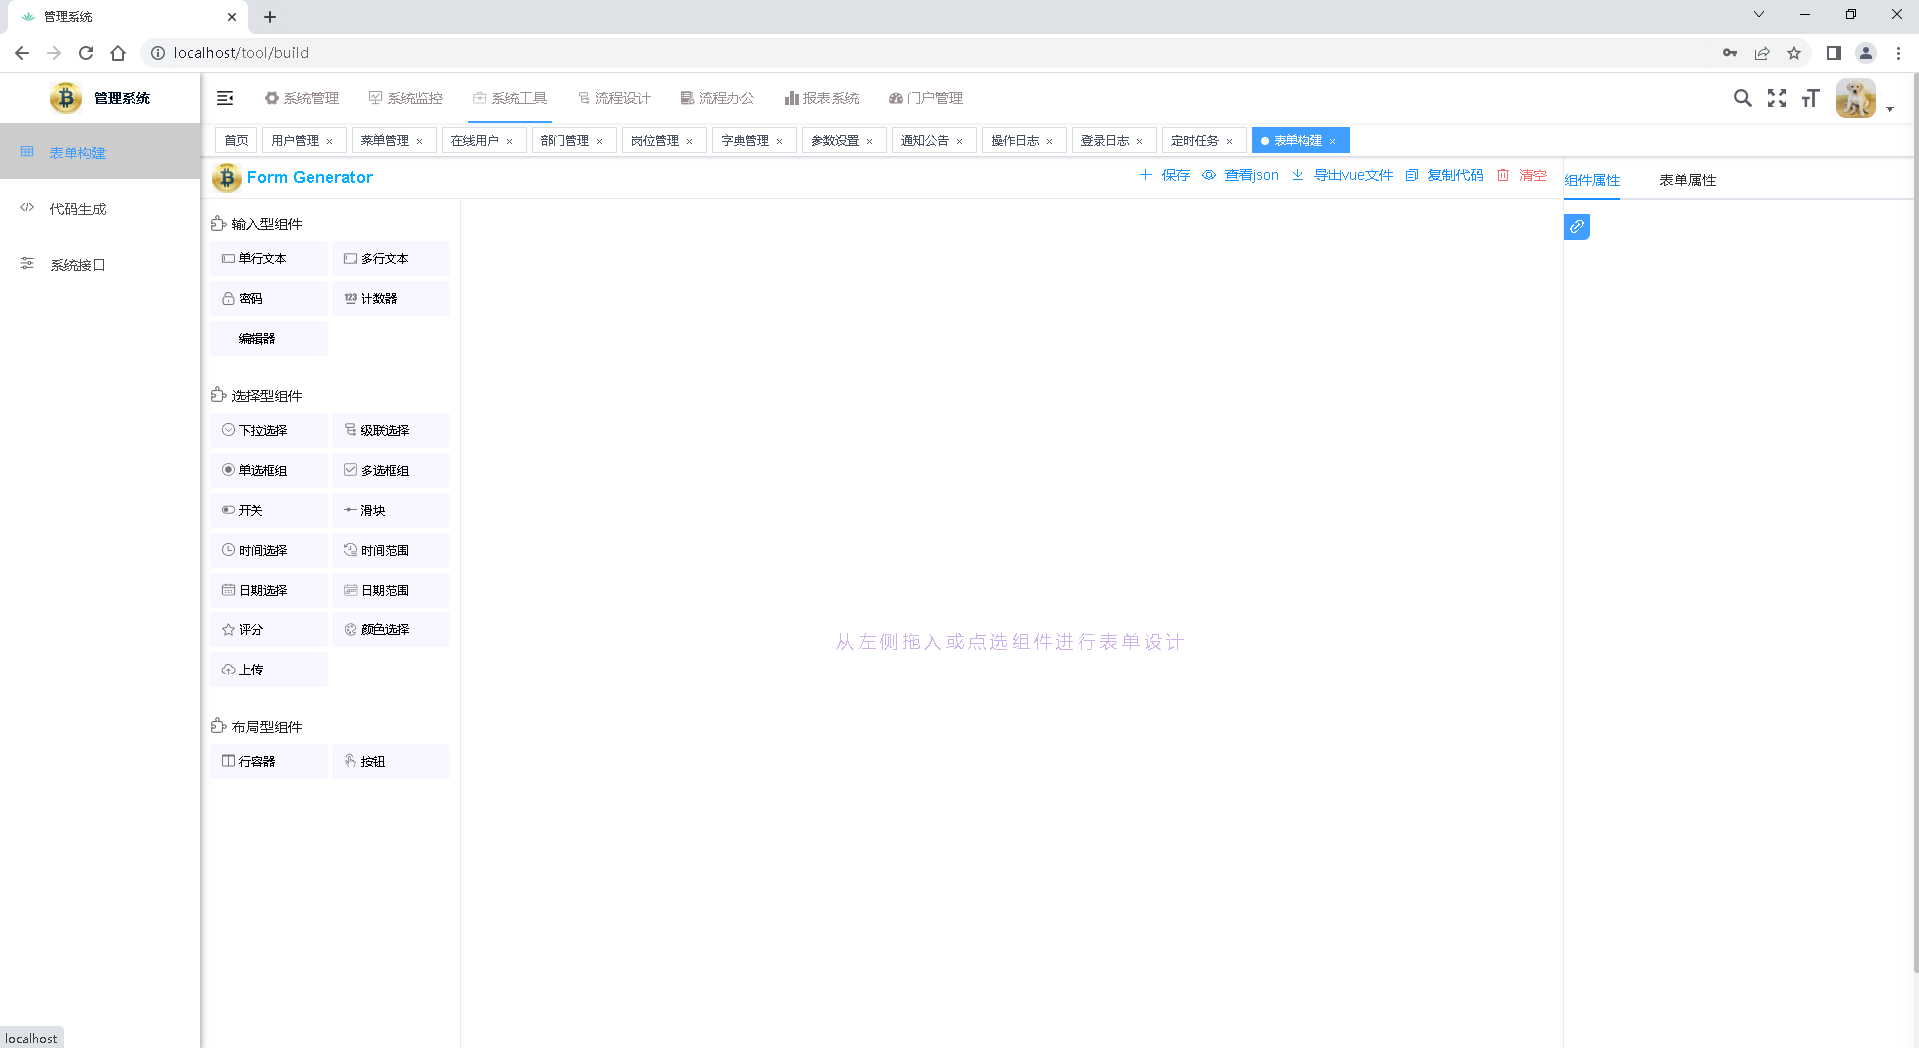 管理系统
localhost/tool/build
管理系统
系统管理
系统监控
系统工具
流程设计
流程办公
报表系统
门户管理
首页
用户管理 ×
菜单管理 ×
在线用户 ×
部门管理 ×
岗位管理 ×
字典管理 ×
参数设置 ×
通知公告 ×
操作日志 ×
登录日志 ×
定时任务 ×
表单构建 ×
表单构建
代码生成
系统接口
Form Generator
保存
查看json
导出vue文件
复制代码
清空
组件属性
表单属性
输入型组件
单行文本
多行文本
密码
123 计数器
编辑器
选择型组件
下拉选择
级联选择
单选框组
多选框组
开关
滑块
时间选择
时间范围
日期选择
日期范围
评分
颜色选择
上传
布局型组件
行容器
按钮
从左侧拖入或点选组件进行表单设计
localhost